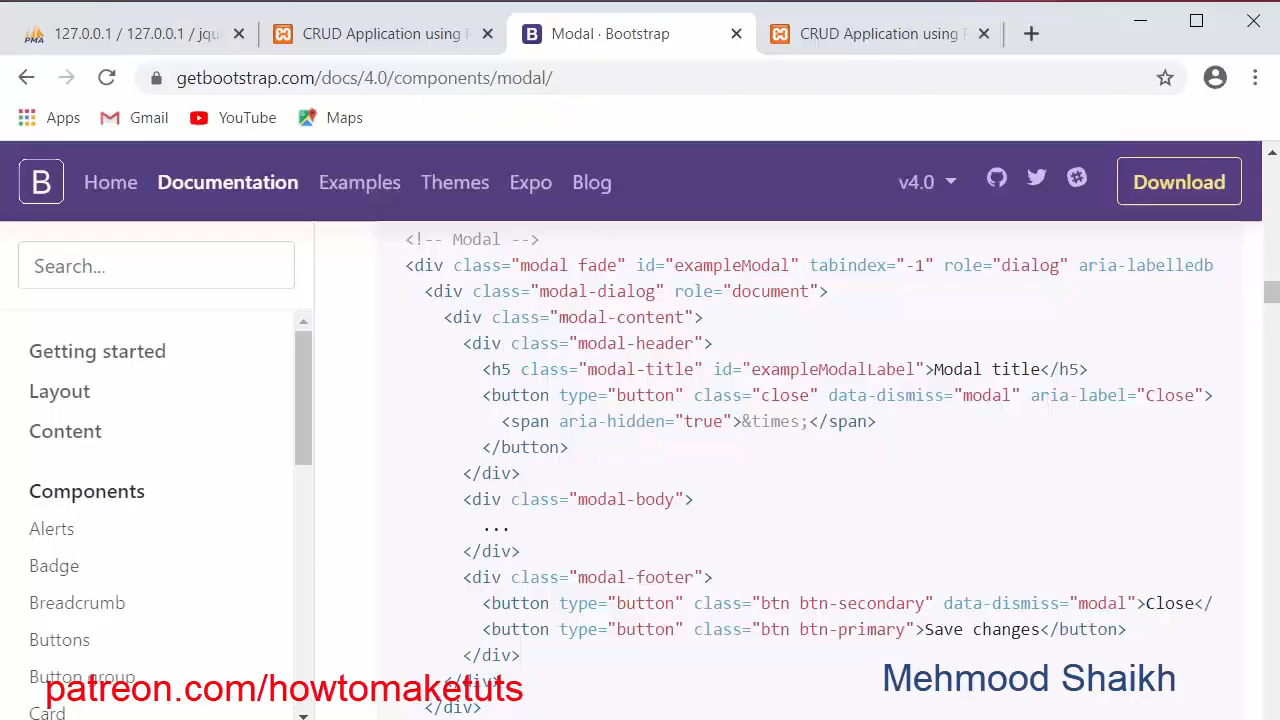 127.0.0.1 / 127.0.0.1 / jqu
CRUD Application using
Modal · Bootstrap
CRUD Application using
getbootstrap.com/docs/4.0/components/modal/
Apps
Gmail
YouTube
Maps
B
Home
Documentation
Examples
Themes
Expo
Blog
v4.0
Download
Search...
Getting started
Layout
Content
Components
Alerts
Badge
Breadcrumb
Buttons
Button group
Card
<!-- Modal -->
<div class="modal fade" id="exampleModal" tabindex="-1" role="dialog" aria-labelledb
<div class="modal-dialog" role="document">
<div class="modal-content">
<div class="modal-header">
<h5 class="modal-title" id="exampleModalLabel">Modal title</h5>
<button type="button" class="close" data-dismiss="modal" aria-label="Close">
<span aria-hidden="true">&times;</span>
</button>
</div>
<div class="modal-body">
...
</div>
<div class="modal-footer">
<button type="button" class="btn btn-secondary" data-dismiss="modal">Close</
<button type="button" class="btn btn-primary">Save changes</button>
</div>
</div>
</div>
patreon.com/howtomaketuts
Mehmood Shaikh